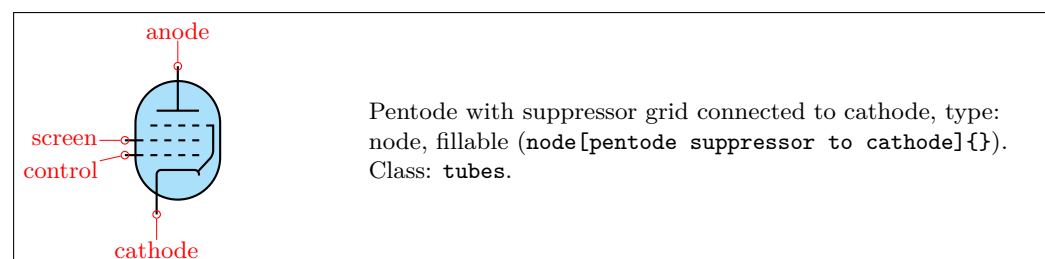 anode
screen
control
cathode
Pentode with suppressor grid connected to cathode, type:
node, fillable (node[pentode suppressor to cathode]{}).
Class: tubes.